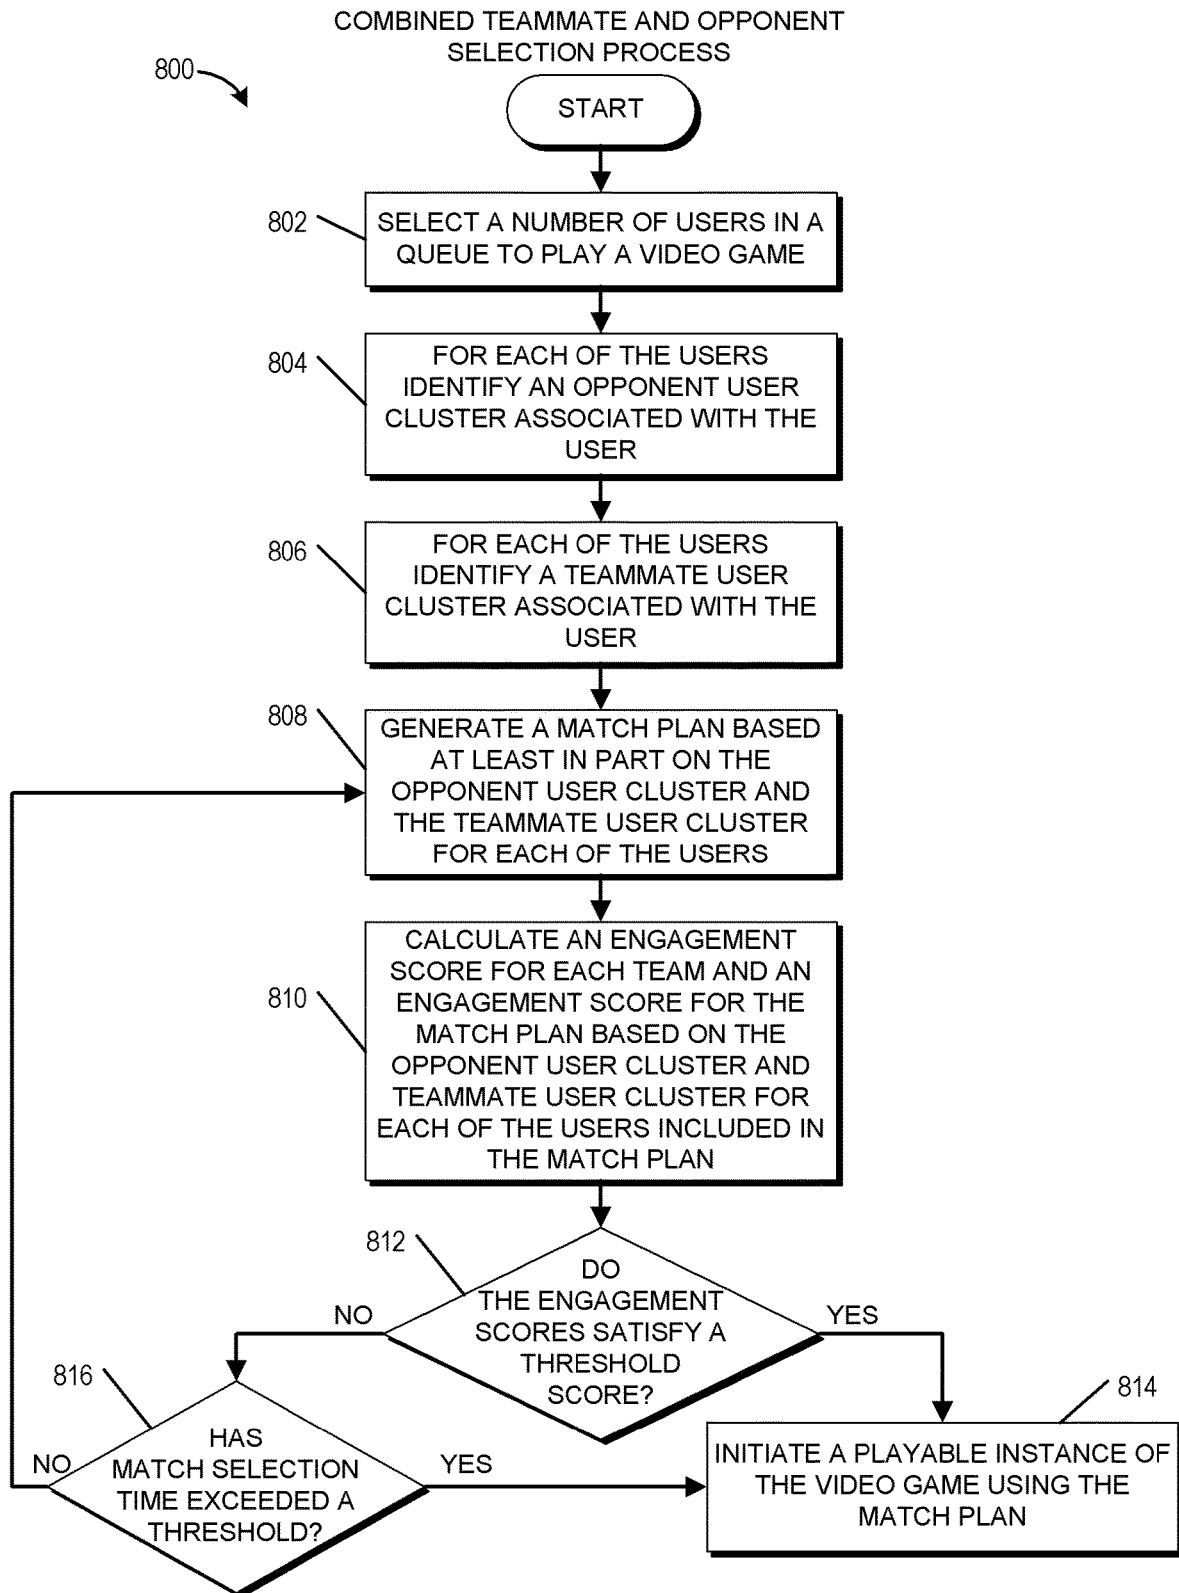 COMBINED TEAMMATE AND OPPONENT
SELECTION PROCESS
800
START
802
SELECT A NUMBER OF USERS IN A
QUEUE TO PLAY A VIDEO GAME
804
FOR EACH OF THE USERS
IDENTIFY AN OPPONENT USER
CLUSTER ASSOCIATED WITH THE
USER
806
FOR EACH OF THE USERS
IDENTIFY A TEAMMATE USER
CLUSTER ASSOCIATED WITH THE
USER
808
GENERATE A MATCH PLAN BASED
AT LEAST IN PART ON THE
OPPONENT USER CLUSTER AND
THE TEAMMATE USER CLUSTER
FOR EACH OF THE USERS
810
CALCULATE AN ENGAGEMENT
SCORE FOR EACH TEAM AND AN
ENGAGEMENT SCORE FOR THE
MATCH PLAN BASED ON THE
OPPONENT USER CLUSTER AND
TEAMMATE USER CLUSTER FOR
EACH OF THE USERS INCLUDED IN
THE MATCH PLAN
812
DO
THE ENGAGEMENT
SCORES SATISFY A
THRESHOLD
SCORE?
NO
YES
816
HAS
MATCH SELECTION
TIME EXCEEDED A
THRESHOLD?
NO
YES
814
INITIATE A PLAYABLE INSTANCE OF
THE VIDEO GAME USING THE
MATCH PLAN